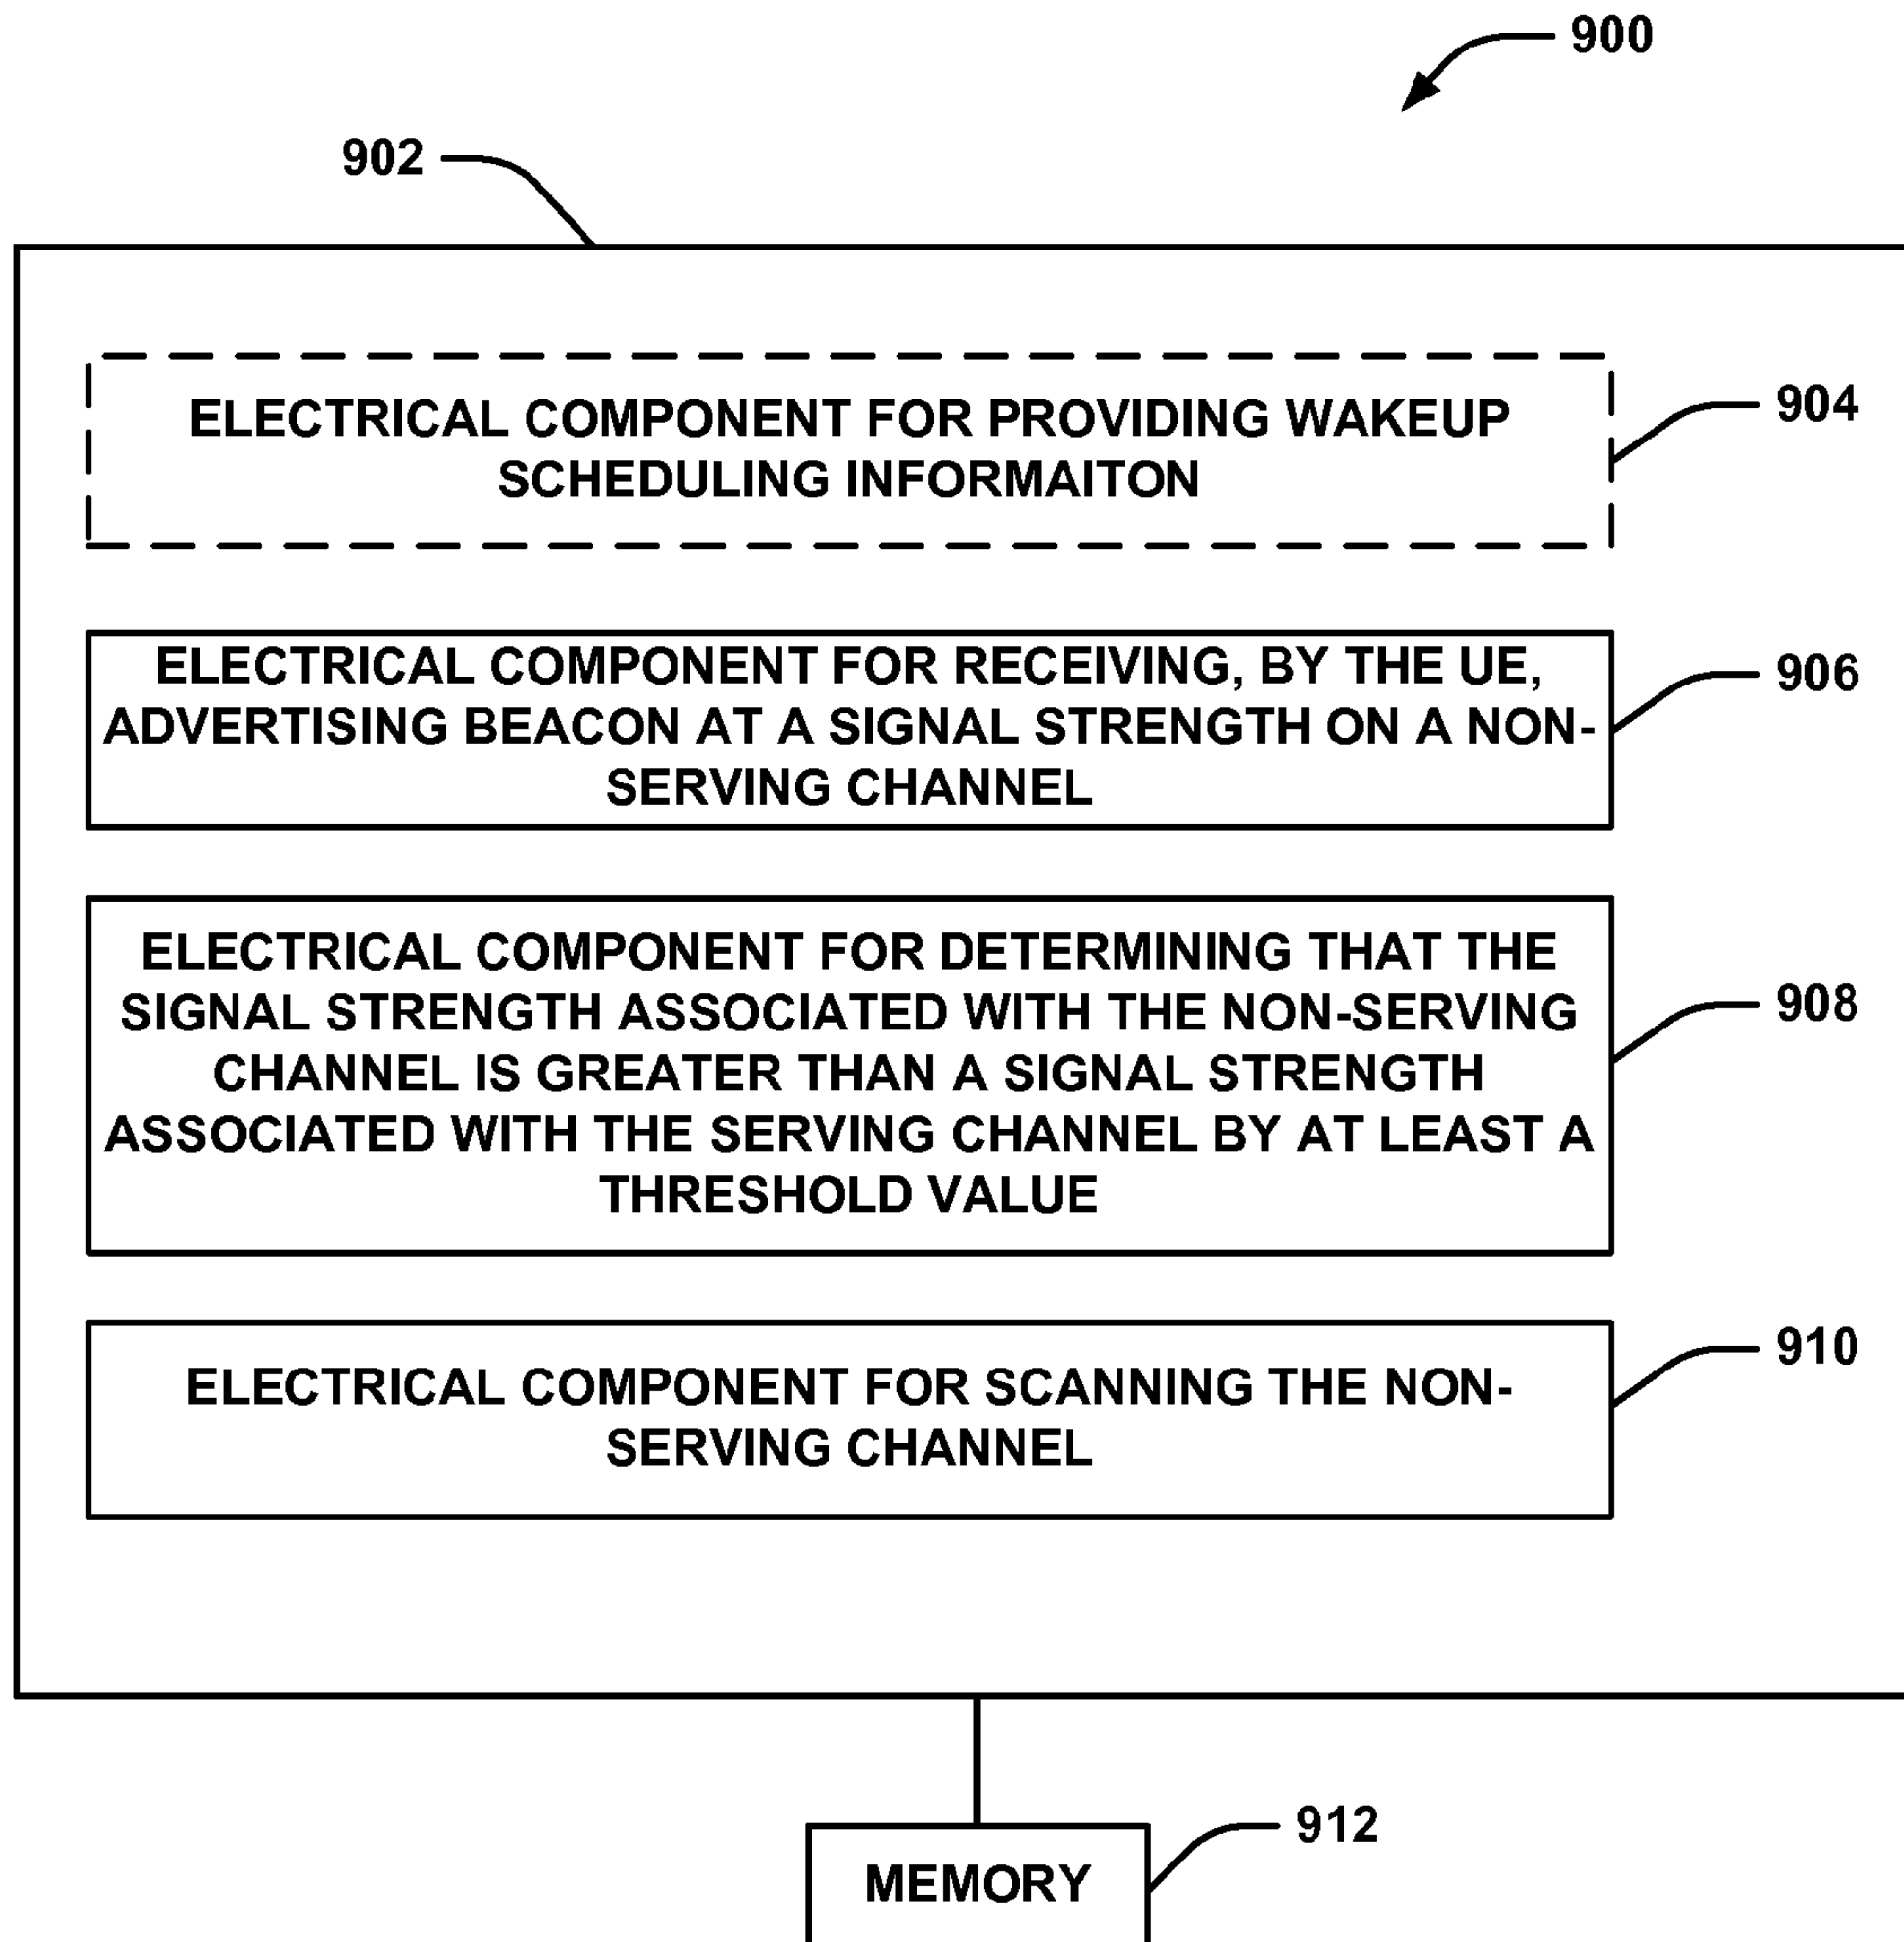 900
902
ELECTRICAL COMPONENT FOR PROVIDING WAKEUP
SCHEDULING INFORMAITON
904
ELECTRICAL COMPONENT FOR RECEIVING, BY THE UE,
ADVERTISING BEACON AT A SIGNAL STRENGTH ON A NON-
SERVING CHANNEL
906
ELECTRICAL COMPONENT FOR DETERMINING THAT THE
SIGNAL STRENGTH ASSOCIATED WITH THE NON-SERVING
CHANNEL IS GREATER THAN A SIGNAL STRENGTH
ASSOCIATED WITH THE SERVING CHANNEL BY AT LEAST A
THRESHOLD VALUE
908
ELECTRICAL COMPONENT FOR SCANNING THE NON-
SERVING CHANNEL
910
MEMORY
912